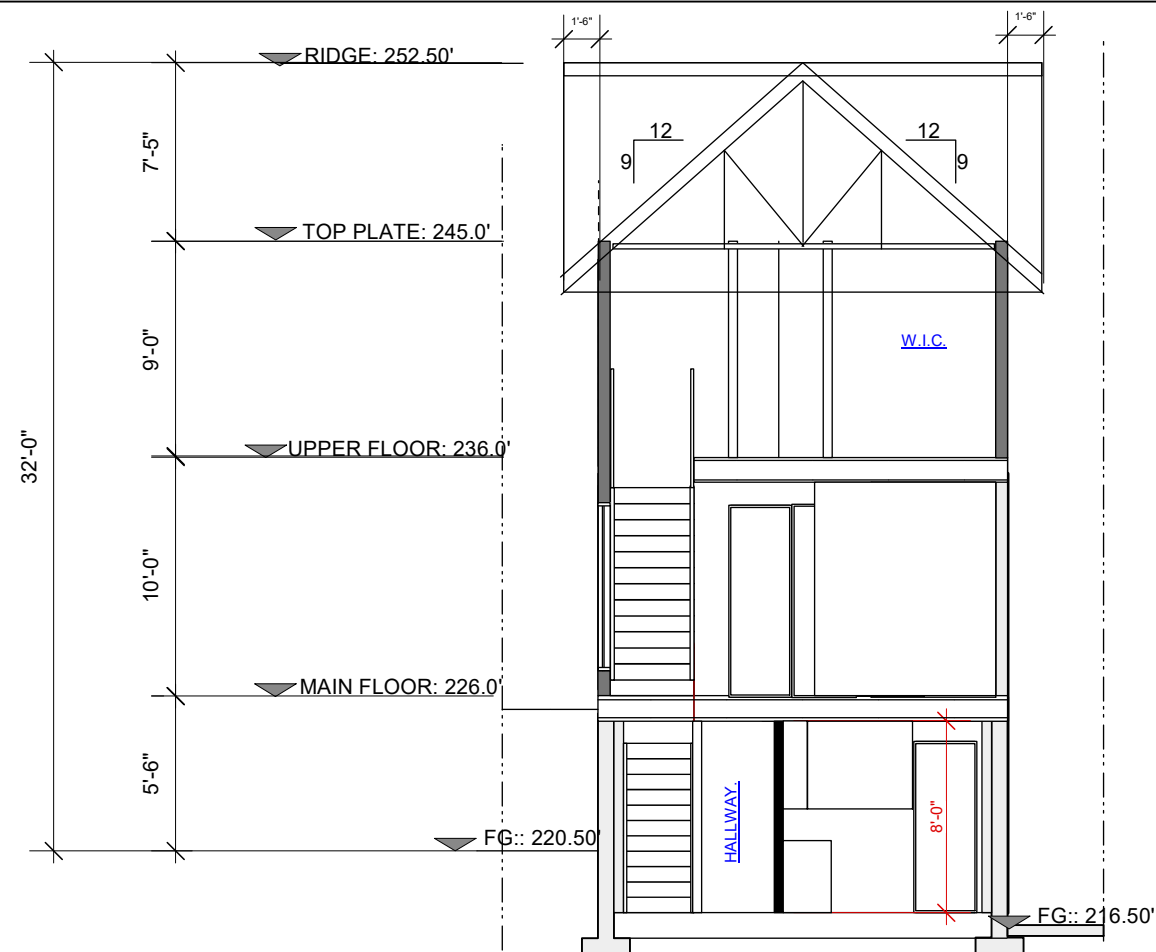 1'-6"
1'-6"
RIDGE: 252.50'
12
12
9
9
7'-5"
TOP PLATE: 245.0'
9'-0"
W.I.C.
UPPER FLOOR: 236.0'
32'-0"
10'-0"
MAIN FLOOR: 226.0'
5'-6"
HALLWAY.
8'-0"
FG:: 220.50'
FG:: 216.50'